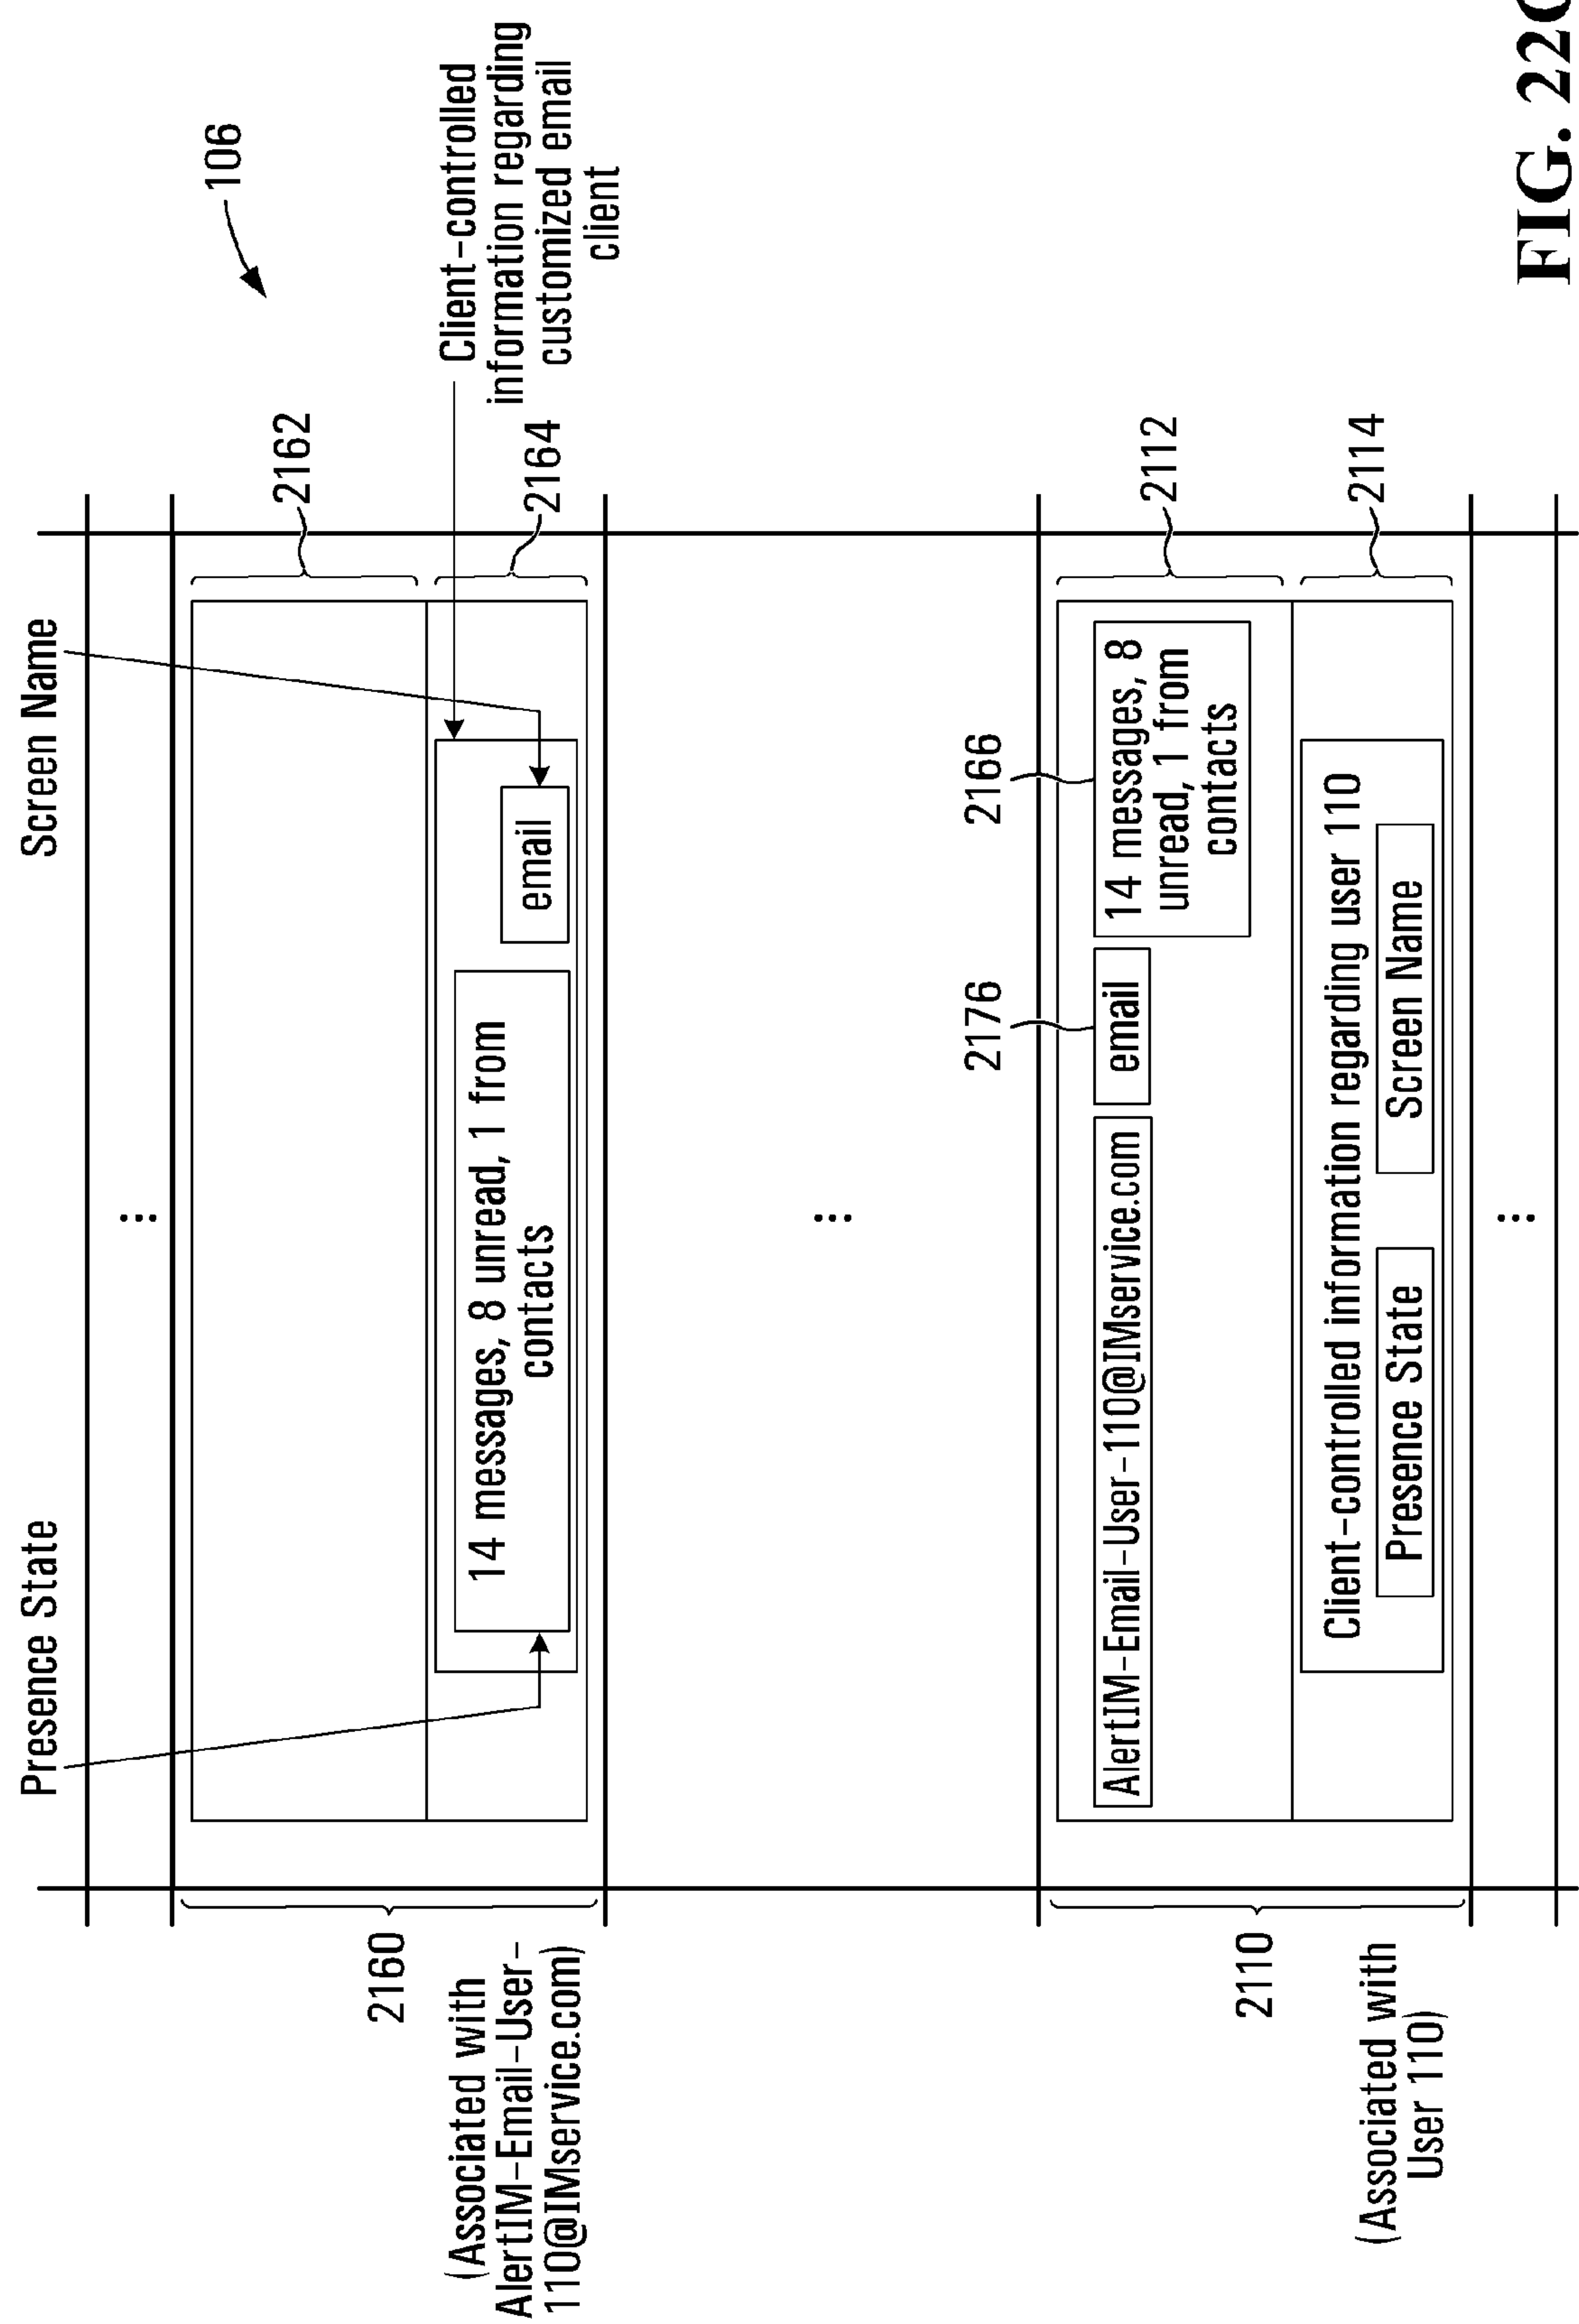 Presence State
Screen Name
106
⋮
2160
(Associated with
AlertIM-Email-User-
110@IMservice.com)
14 messages, 8 unread, 1 from
contacts
email
2162
2164
Client-controlled
information regarding
customized email
client
⋮
2176
2166
2110
(Associated with
User 110)
AlertIM-Email-User-110@IMservice.com
email
14 messages, 8
unread, 1 from
contacts
2112
Client-controlled information regarding user 110
Presence State
Screen Name
2114
⋮
FIG. 22C